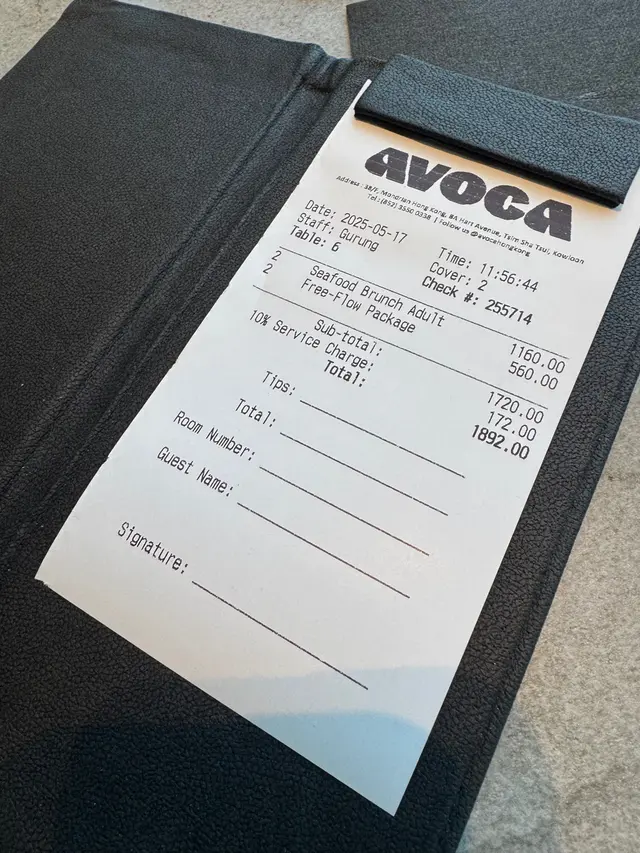 AVOCA
Address : 38/F, Mondrian Hong Kong, 8A Hart Avenue, Tsim Sha Tsui, Kowloon
Tel : (852) 3550 0338 | Follow us @avocahongkong
Date: 2025-05-17 Time: 11:56:44
Staff: Gurung Cover: 2
Table: 6 Check #: 255714
2 Seafood Brunch Adult 1160.00
2 Free-Flow Package 560.00
Sub-total: 1720.00
10% Service Charge: 172.00
Total: 1892.00
Tips:
Total:
Room Number:
Guest Name:
Signature: